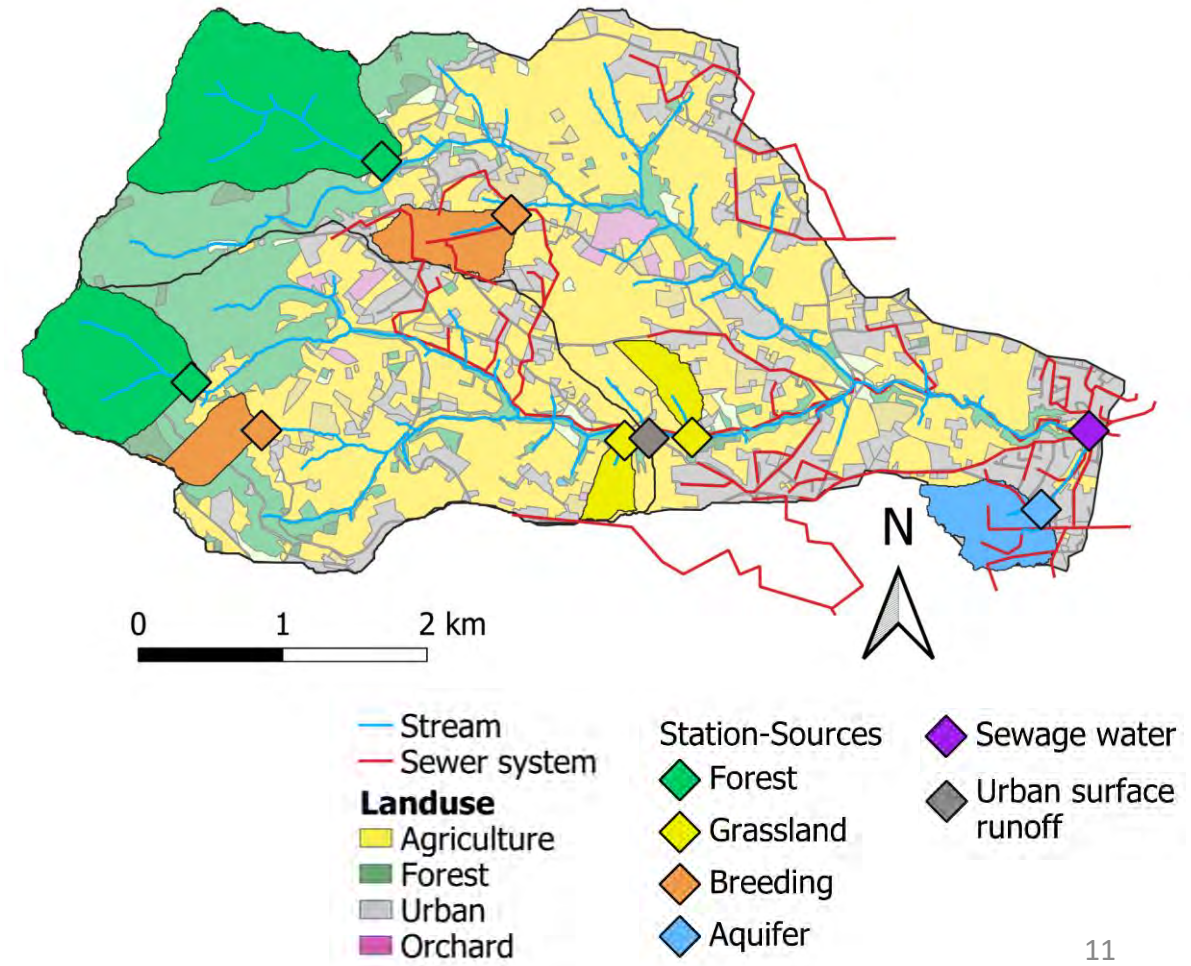 N
0 1 2 km
Stream
Sewer system
Landuse
Agriculture
Forest
Urban
Orchard
Station-Sources
Forest
Grassland
Breeding
Aquifer
Sewage water
Urban surface
runoff
11